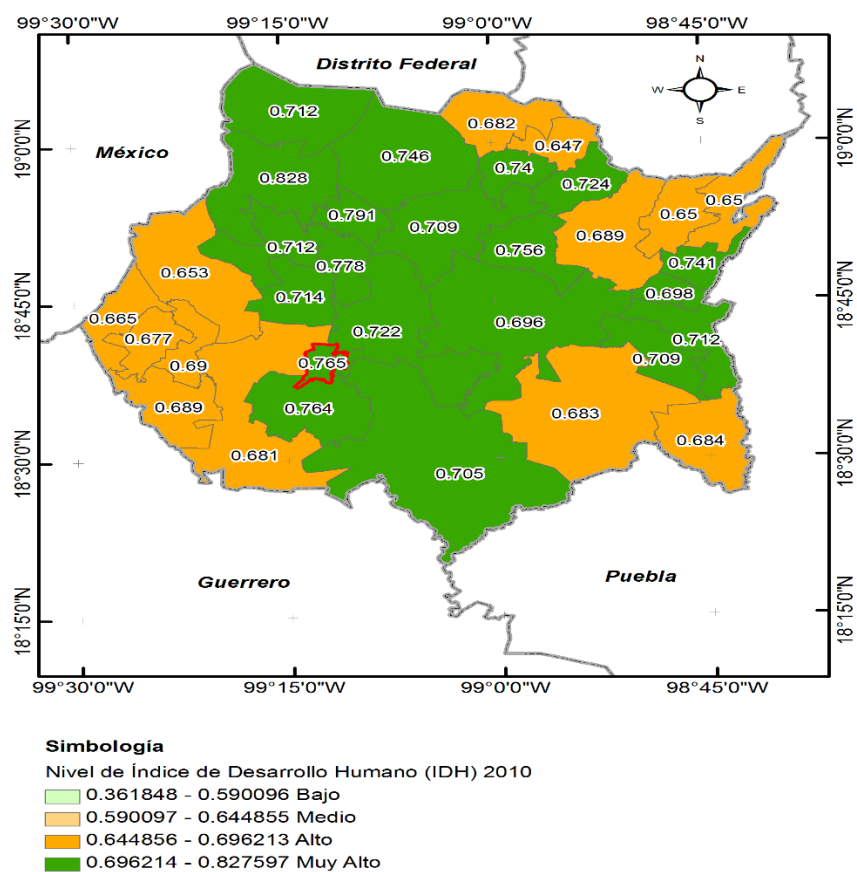 99°30'0"W 99°15'0"W 99°0'0"W 98°45'0"W
Distrito Federal
N
W E
S
México
19°0'0"N
19°0'0"N
0.712
0.682
0.647
0.746
0.74
0.828
0.724
0.65
0.65
0.791
0.709
0.689
0.712
0.756
0.778
0.741
0.653
0.714
0.698
18°45'0"N
18°45'0"N
0.665
0.677
0.722
0.696
0.712
0.709
0.69
0.765
0.689
0.764
0.683
0.684
0.681
0.705
18°30'0"N
18°30'0"N
Guerrero
Puebla
18°15'0"N
18°15'0"N
99°30'0"W 99°15'0"W 99°0'0"W 98°45'0"W
Simbología
Nivel de Índice de Desarrollo Humano (IDH) 2010
0.361848 - 0.590096 Bajo
0.590097 - 0.644855 Medio
0.644856 - 0.696213 Alto
0.696214 - 0.827597 Muy Alto